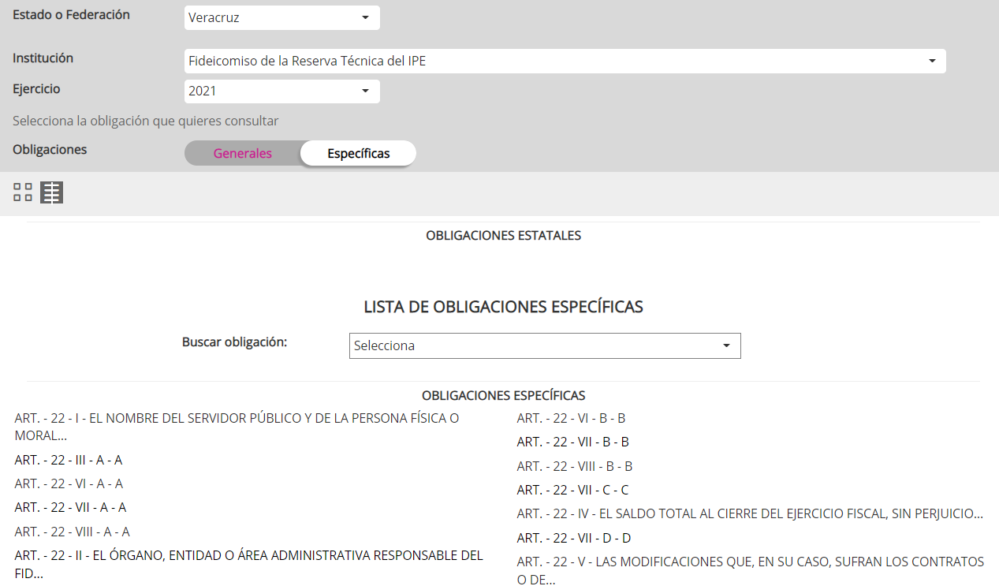 Estado o Federación
Veracruz
Institución
Fideicomiso de la Reserva Técnica del IPE
Ejercicio
2021
Selecciona la obligación que quieres consultar
Obligaciones
Generales
Específicas
OBLIGACIONES ESTATALES
LISTA DE OBLIGACIONES ESPECÍFICAS
Buscar obligación:
Selecciona
OBLIGACIONES ESPECÍFICAS
ART. - 22 - I - EL NOMBRE DEL SERVIDOR PÚBLICO Y DE LA PERSONA FÍSICA O
MORAL...
ART. - 22 - III - A - A
ART. - 22 - VI - A - A
ART. - 22 - VII - A - A
ART. - 22 - VIII - A - A
ART. - 22 - II - EL ÓRGANO, ENTIDAD O ÁREA ADMINISTRATIVA RESPONSABLE DEL
FID...
ART. - 22 - VI - B - B
ART. - 22 - VII - B - B
ART. - 22 - VIII - B - B
ART. - 22 - VII - C - C
ART. - 22 - IV - EL SALDO TOTAL AL CIERRE DEL EJERCICIO FISCAL, SIN PERJUICIO...
ART. - 22 - VII - D - D
ART. - 22 - V - LAS MODIFICACIONES QUE, EN SU CASO, SUFRAN LOS CONTRATOS
O DE...